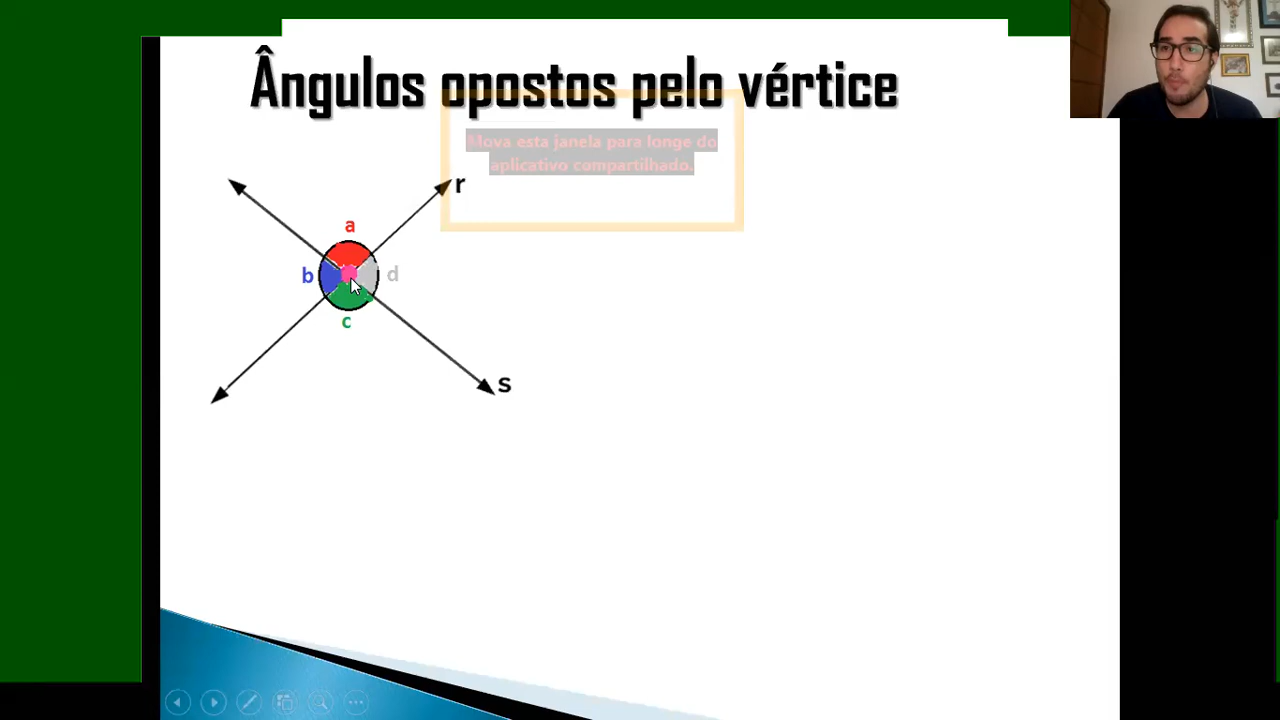 Ângulos opostos pelo vértice
Mova esta janela para longe do
aplicativo compartilhado.
r
a
b
d
c
s